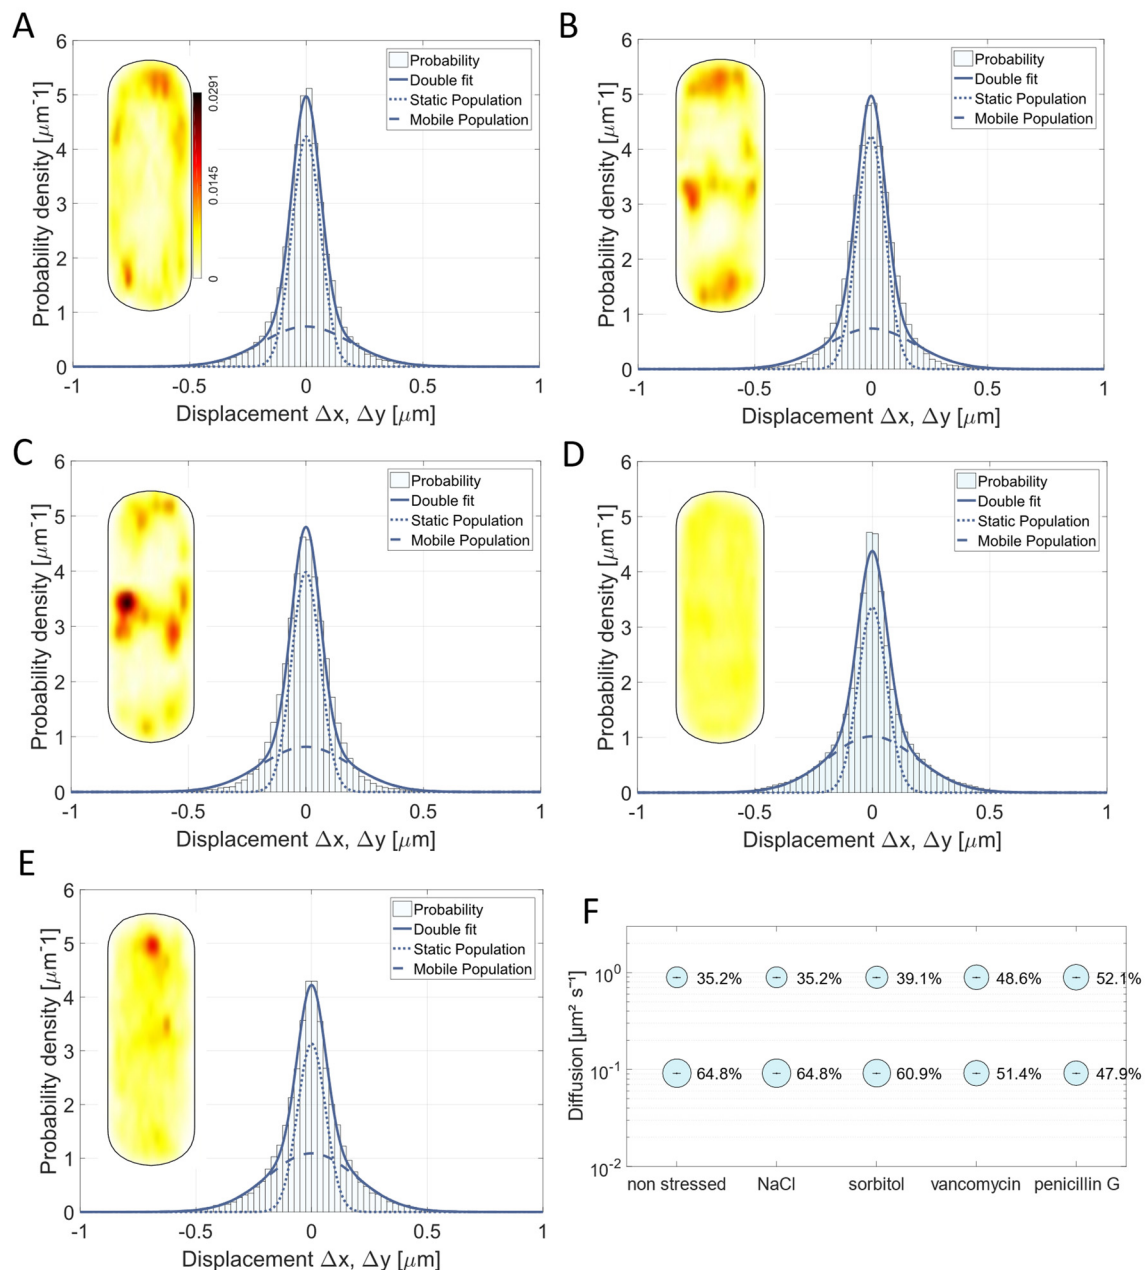 A
6
5
4
3
2
1
0
-1
-0.5
0
0.5
1
Probability density [μm⁻1]
Displacement Δx, Δy [μm]
Probability
Double fit
Static Population
Mobile Population
0.0291
0.0145
0
B
6
5
4
3
2
1
0
-1
-0.5
0
0.5
1
Probability density [μm⁻1]
Displacement Δx, Δy [μm]
Probability
Double fit
Static Population
Mobile Population
C
6
5
4
3
2
1
0
-1
-0.5
0
0.5
1
Probability density [μm⁻1]
Displacement Δx, Δy [μm]
Probability
Double fit
Static Population
Mobile Population
D
6
5
4
3
2
1
0
-1
-0.5
0
0.5
1
Probability density [μm⁻1]
Displacement Δx, Δy [μm]
Probability
Double fit
Static Population
Mobile Population
E
6
5
4
3
2
1
0
-1
-0.5
0
0.5
1
Probability density [μm⁻1]
Displacement Δx, Δy [μm]
Probability
Double fit
Static Population
Mobile Population
F
Diffusion [μm² s⁻¹]
10⁰
10⁻¹
10⁻²
35.2% 35.2% 39.1% 48.6% 52.1%
64.8% 64.8% 60.9% 51.4% 47.9%
non stressed NaCl sorbitol vancomycin penicillin G